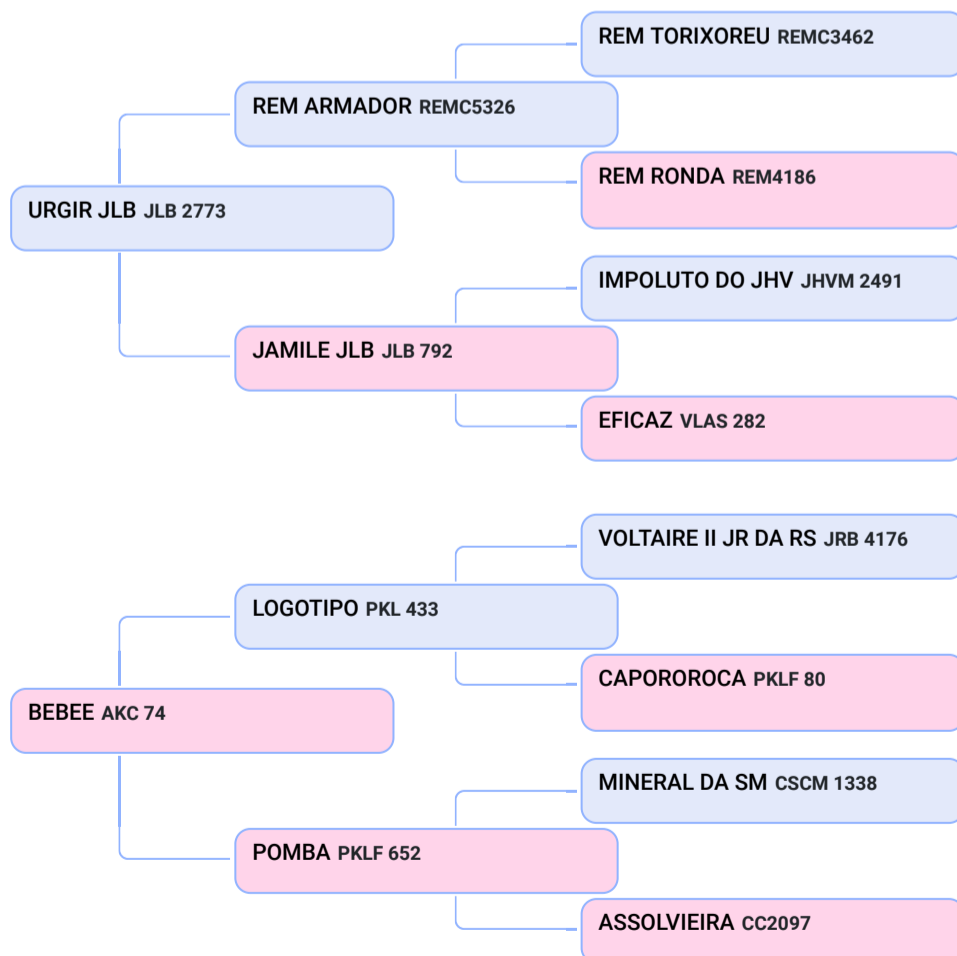 REM TORIXOREU REMC3462
REM ARMADOR REMC5326
REM RONDA REM4186
URGIR JLB JLB 2773
IMPOLUTO DO JHV JHVM 2491
JAMILE JLB JLB 792
EFICAZ VLAS 282
VOLTAIRE II JR DA RS JRB 4176
LOGOTIPO PKL 433
CAPOROROCA PKLF 80
BEBEE AKC 74
MINERAL DA SM CSCM 1338
POMBA PKLF 652
ASSOLVIEIRA CC2097